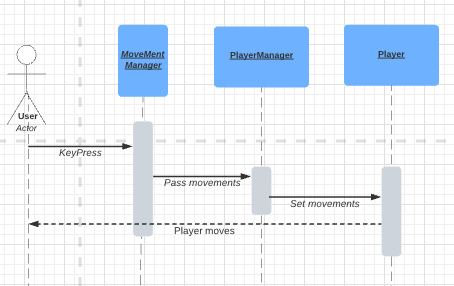 MoveMent
Manager
PlayerManager
Player
User
Actor
KeyPress
Pass movements
Set movements
Player moves